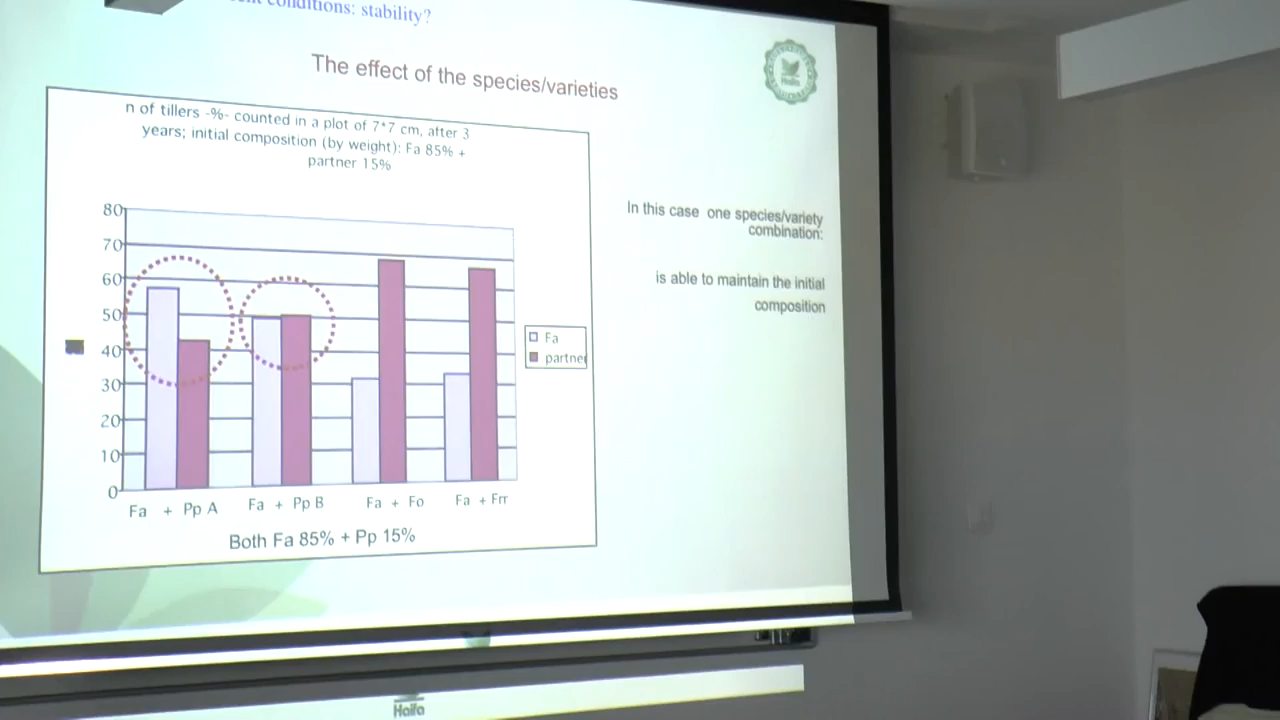 conditions: stability?
The effect of the species/varieties
Haifa
n of tillers -%- counted in a plot of 7*7 cm, after 3
years; initial composition (by weight): Fa 85% +
partner 15%
80
70
60
50
40
30
20
10
0
Fa + Pp A
Fa + Pp B
Fa + Fo
Fa + Frr
Fa
partner
Both Fa 85% + Pp 15%
In this case one species/variety
combination:
is able to maintain the initial
composition
Haifa